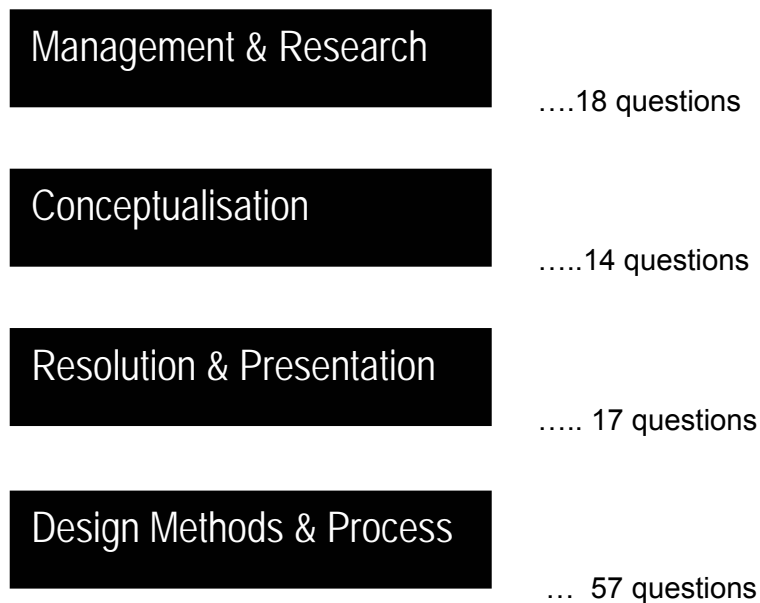 Management & Research
….18 questions
Conceptualisation
…..14 questions
Resolution & Presentation
….. 17 questions
Design Methods & Process
… 57 questions